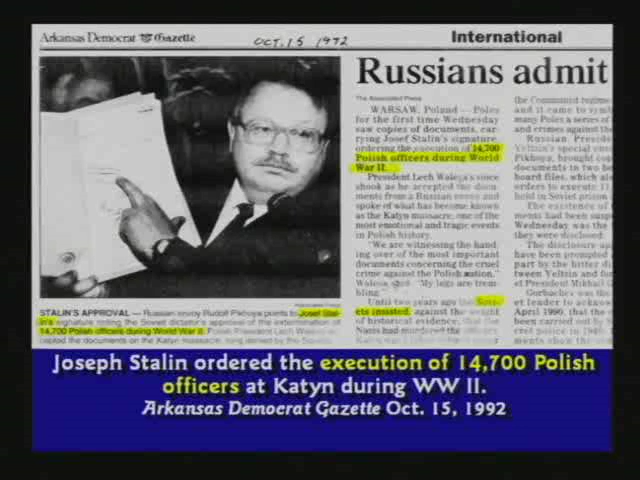 Arkansas Democrat Gazette
OCT. 15 1992
International
Russians admit
The Associated Press
WARSAW, Poland — Poles
for the first time Wednesday
saw copies of documents, car-
rying Josef Stalin's signature
ordering the execution of 14,700
Polish officers during World
War II.
President Lech Walesa's voice
shook as he accepted the docu-
ments from a Russian envoy and
spoke of what has become known
as the Katyn massacre, one of the
most emotional and tragic events
in Polish history.
"We are witnessing the hand-
ing over of the most important
documents concerning the cruel
crime against the Polish nation,"
Walesa said. "My legs are trem-
bling."
Until two years ago the Sovi-
ets insisted, against the weight
of historical evidence, that the
Nazis had murdered the officers.
the Communist regime
and it came to symb
many Poles a series of
and crimes against the
Russian Presid
Yeltsin's special envo
Pikhoya, brought cop
documents in two be
board files, which als
orders to execute 11,
held in Soviet prison
The existence of
ments had been susp
Wednesday was the
they were disclosed.
The disclosure ap
have been prompted
part by the bitter di
tween Yeltsin and for
et President Mikhail G
Gorbachev was the
et leader to acknow
April 1990, that the
been carried out by S
ret police in 1940.
Associated Press
STALIN'S APPROVAL — Russian envoy Rudolf Pikhoya points to Josef Sta-
lin's signature noting the Soviet dictator's approval of the extermination of
14,700 Polish officers during World War II. Polish President Lech Walesa ac-
cepted the documents on the Katyn massacre, long denied by the Soviets
Joseph Stalin ordered the execution of 14,700 Polish
officers at Katyn during WW II.
Arkansas Demoerat Gazette Oct. 15, 1992